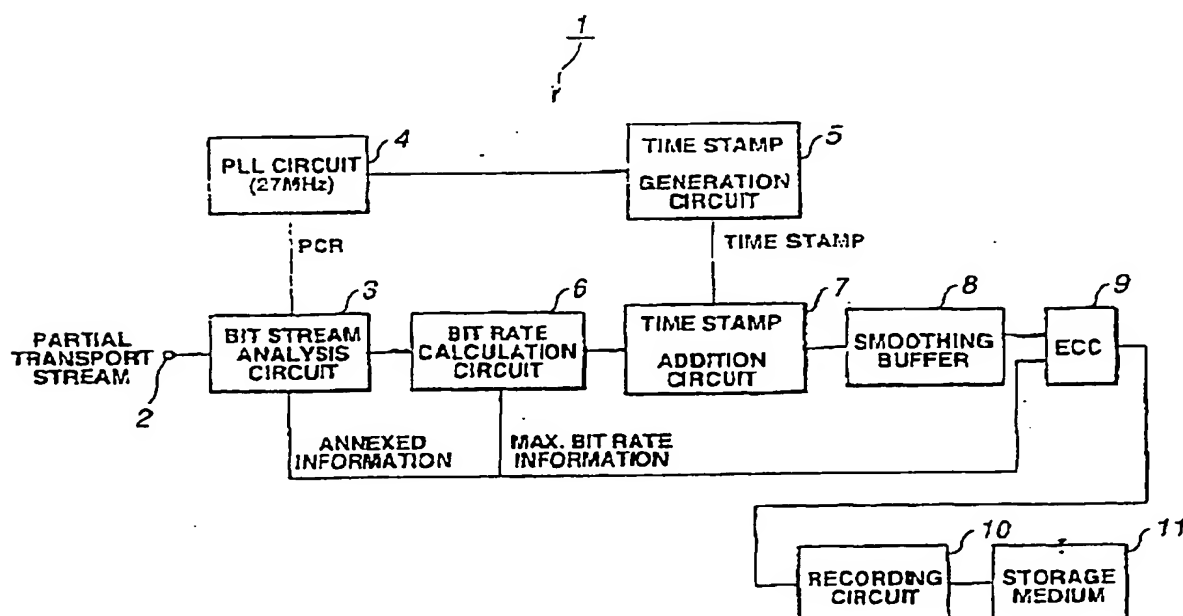 1
4
PLL CIRCUIT
(27MHz)
5
TIME STAMP
GENERATION
CIRCUIT
PCR
TIME STAMP
3
6
7
8
9
PARTIAL
TRANSPORT
STREAM
2
BIT STREAM
ANALYSIS
CIRCUIT
BIT RATE
CALCULATION
CIRCUIT
TIME STAMP
ADDITION
CIRCUIT
SMOOTHING
BUFFER
ECC
ANNEXED
INFORMATION
MAX. BIT RATE
INFORMATION
10
11
RECORDING
CIRCUIT
STORAGE
MEDIUM